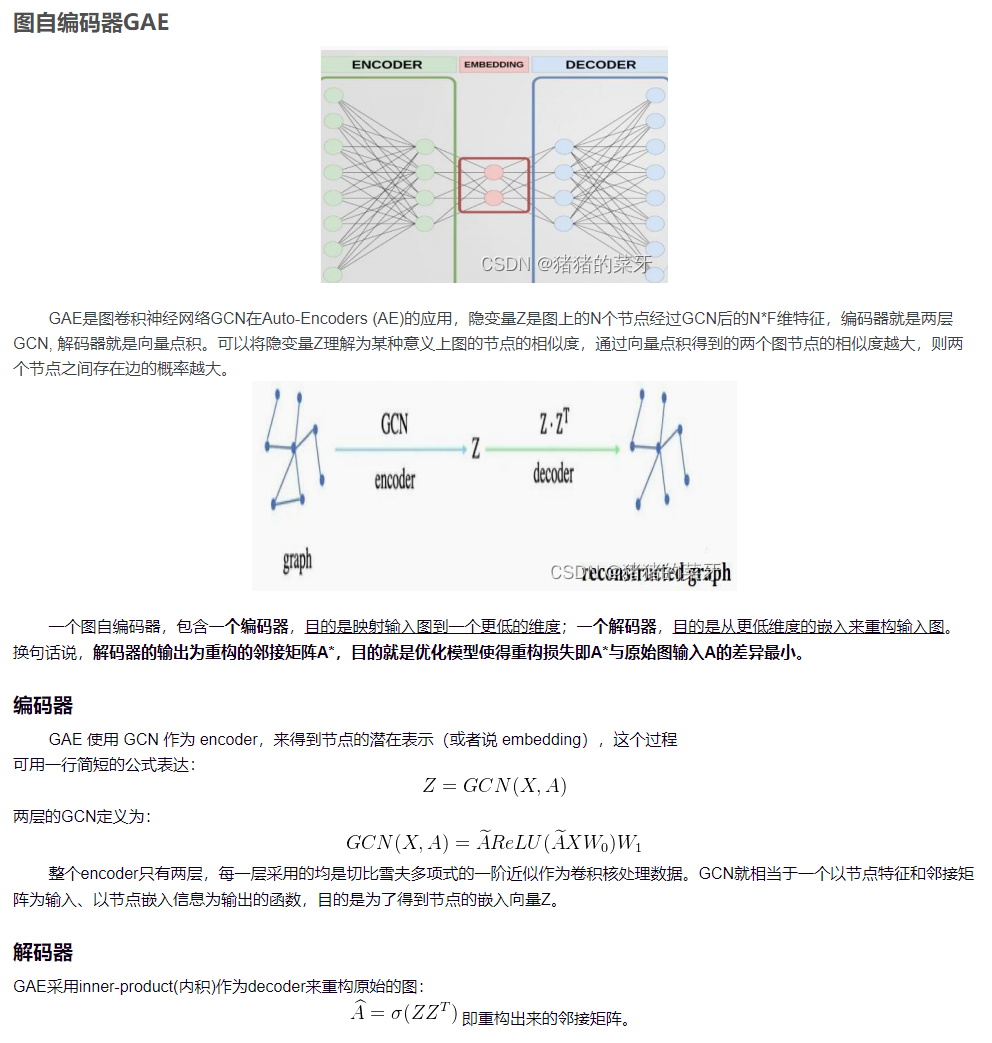 图自编码器GAE
ENCODER EMBEDDING DECODER
CSDN @猪猪的菜牙
GAE是图卷积神经网络GCN在Auto-Encoders (AE)的应用，隐变量Z是图上的N个节点经过GCN后的N*F维特征，编码器就是两层
GCN, 解码器就是向量点积。可以将隐变量Z理解为某种意义上图的节点的相似度，通过向量点积得到的两个图节点的相似度越大，则两
个节点之间存在边的概率越大。
GCN
Z·Zᵀ
Z
encoder
decoder
graph
reconstructed graph
CSDN @猪猪的菜牙
一个图自编码器，包含一个编码器，目的是映射输入图到一个更低的维度；一个解码器，目的是从更低维度的嵌入来重构输入图。
换句话说，解码器的输出为重构的邻接矩阵A*，目的就是优化模型使得重构损失即A*与原始图输入A的差异最小。
编码器
GAE 使用 GCN 作为 encoder，来得到节点的潜在表示（或者说 embedding），这个过程
可用一行简短的公式表达：
Z = GCN(X, A)
两层的GCN定义为：
GCN(X, A) = ÃReLU(ÃXW₀)W₁
整个encoder只有两层，每一层采用的均是切比雪夫多项式的一阶近似作为卷积核处理数据。GCN就相当于一个以节点特征和邻接矩
阵为输入、以节点嵌入信息为输出的函数，目的是为了得到节点的嵌入向量Z。
解码器
GAE采用inner-product(内积)作为decoder来重构原始的图：
Â = σ(ZZᵀ) 即重构出来的邻接矩阵。